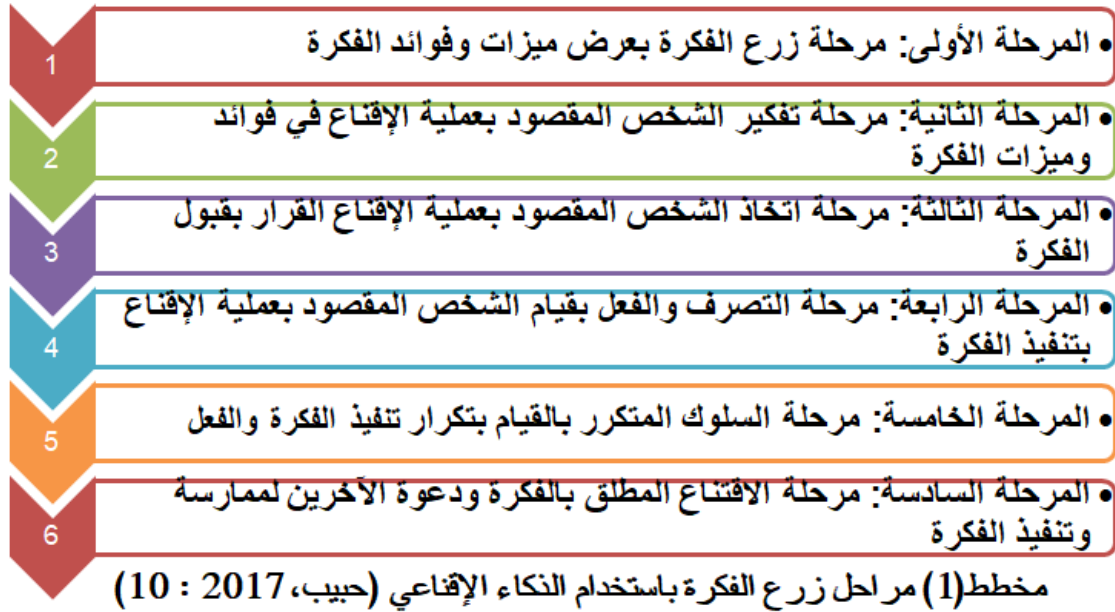 1
• المرحلة الأولى: مرحلة زرع الفكرة بعرض ميزات وفوائد الفكرة
2
• المرحلة الثانية: مرحلة تفكير الشخص المقصود بعملية الإقناع في فوائد
وميزات الفكرة
3
• المرحلة الثالثة: مرحلة اتخاذ الشخص المقصود بعملية الإقناع القرار بقبول
الفكرة
4
• المرحلة الرابعة: مرحلة التصرف والفعل بقيام الشخص المقصود بعملية الإقناع
بتنفيذ الفكرة
5
• المرحلة الخامسة: مرحلة السلوك المتكرر بالقيام بتكرار تنفيذ الفكرة والفعل
6
• المرحلة السادسة: مرحلة الاقتناع المطلق بالفكرة ودعوة الآخرين لممارسة
وتنفيذ الفكرة
مخطط(1) مراحل زرع الفكرة باستخدام الذكاء الإقناعي (حبيب، 2017 : 10)